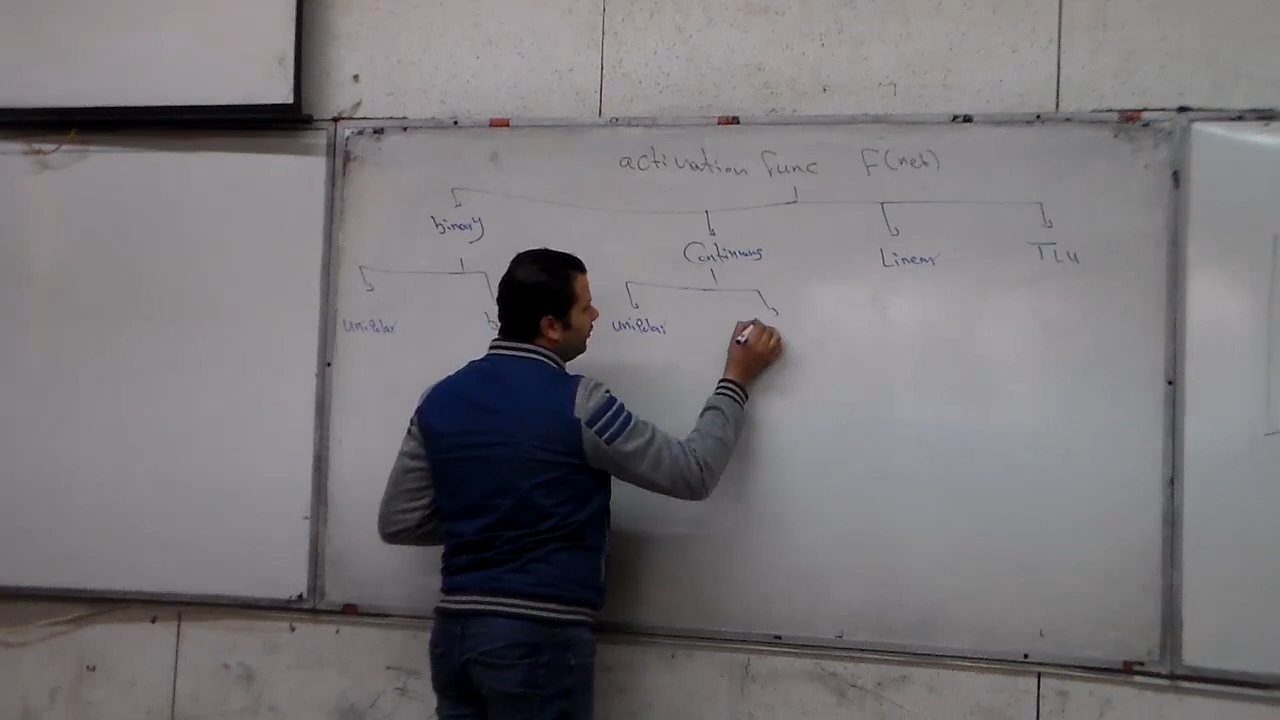 activation func F(net)
binary
Continuous Linear TLU
unipolar
unipolar